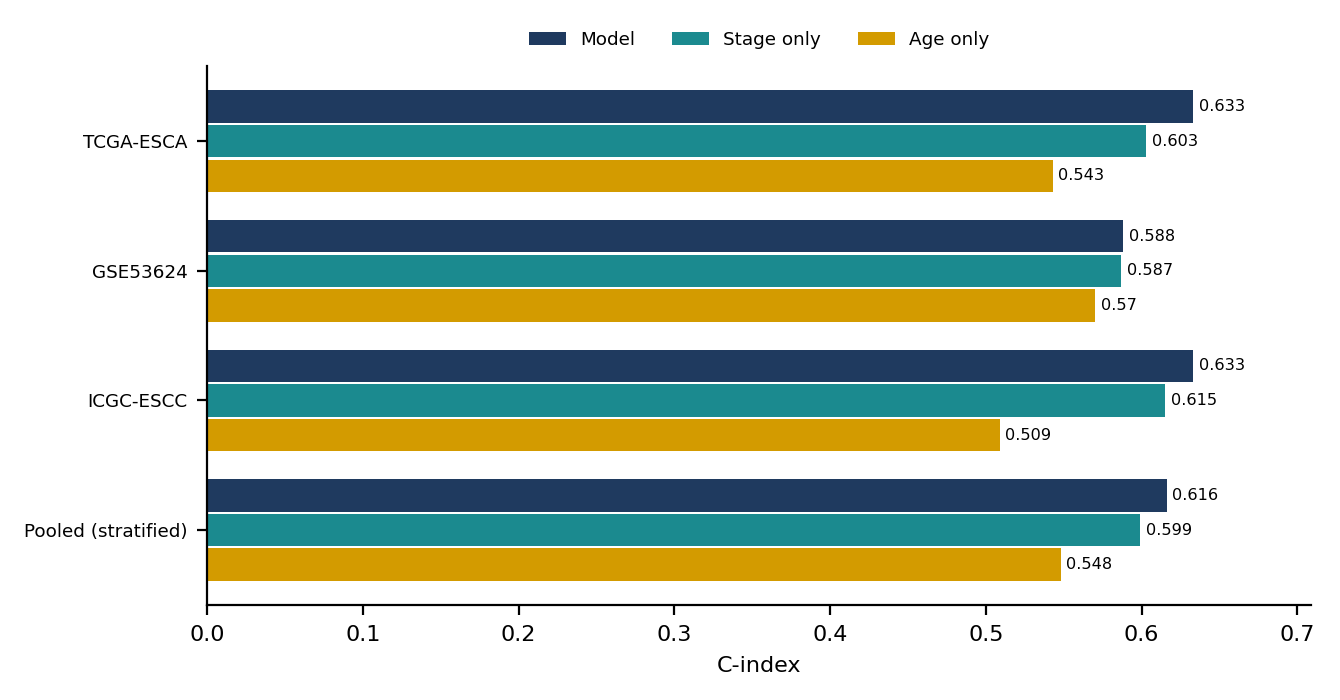 Model Stage only Age only
TCGA-ESCA
0.633
0.603
0.543
GSE53624
0.588
0.587
0.57
ICGC-ESCC
0.633
0.615
0.509
Pooled (stratified)
0.616
0.599
0.548
0.0 0.1 0.2 0.3 0.4 0.5 0.6 0.7
C-index